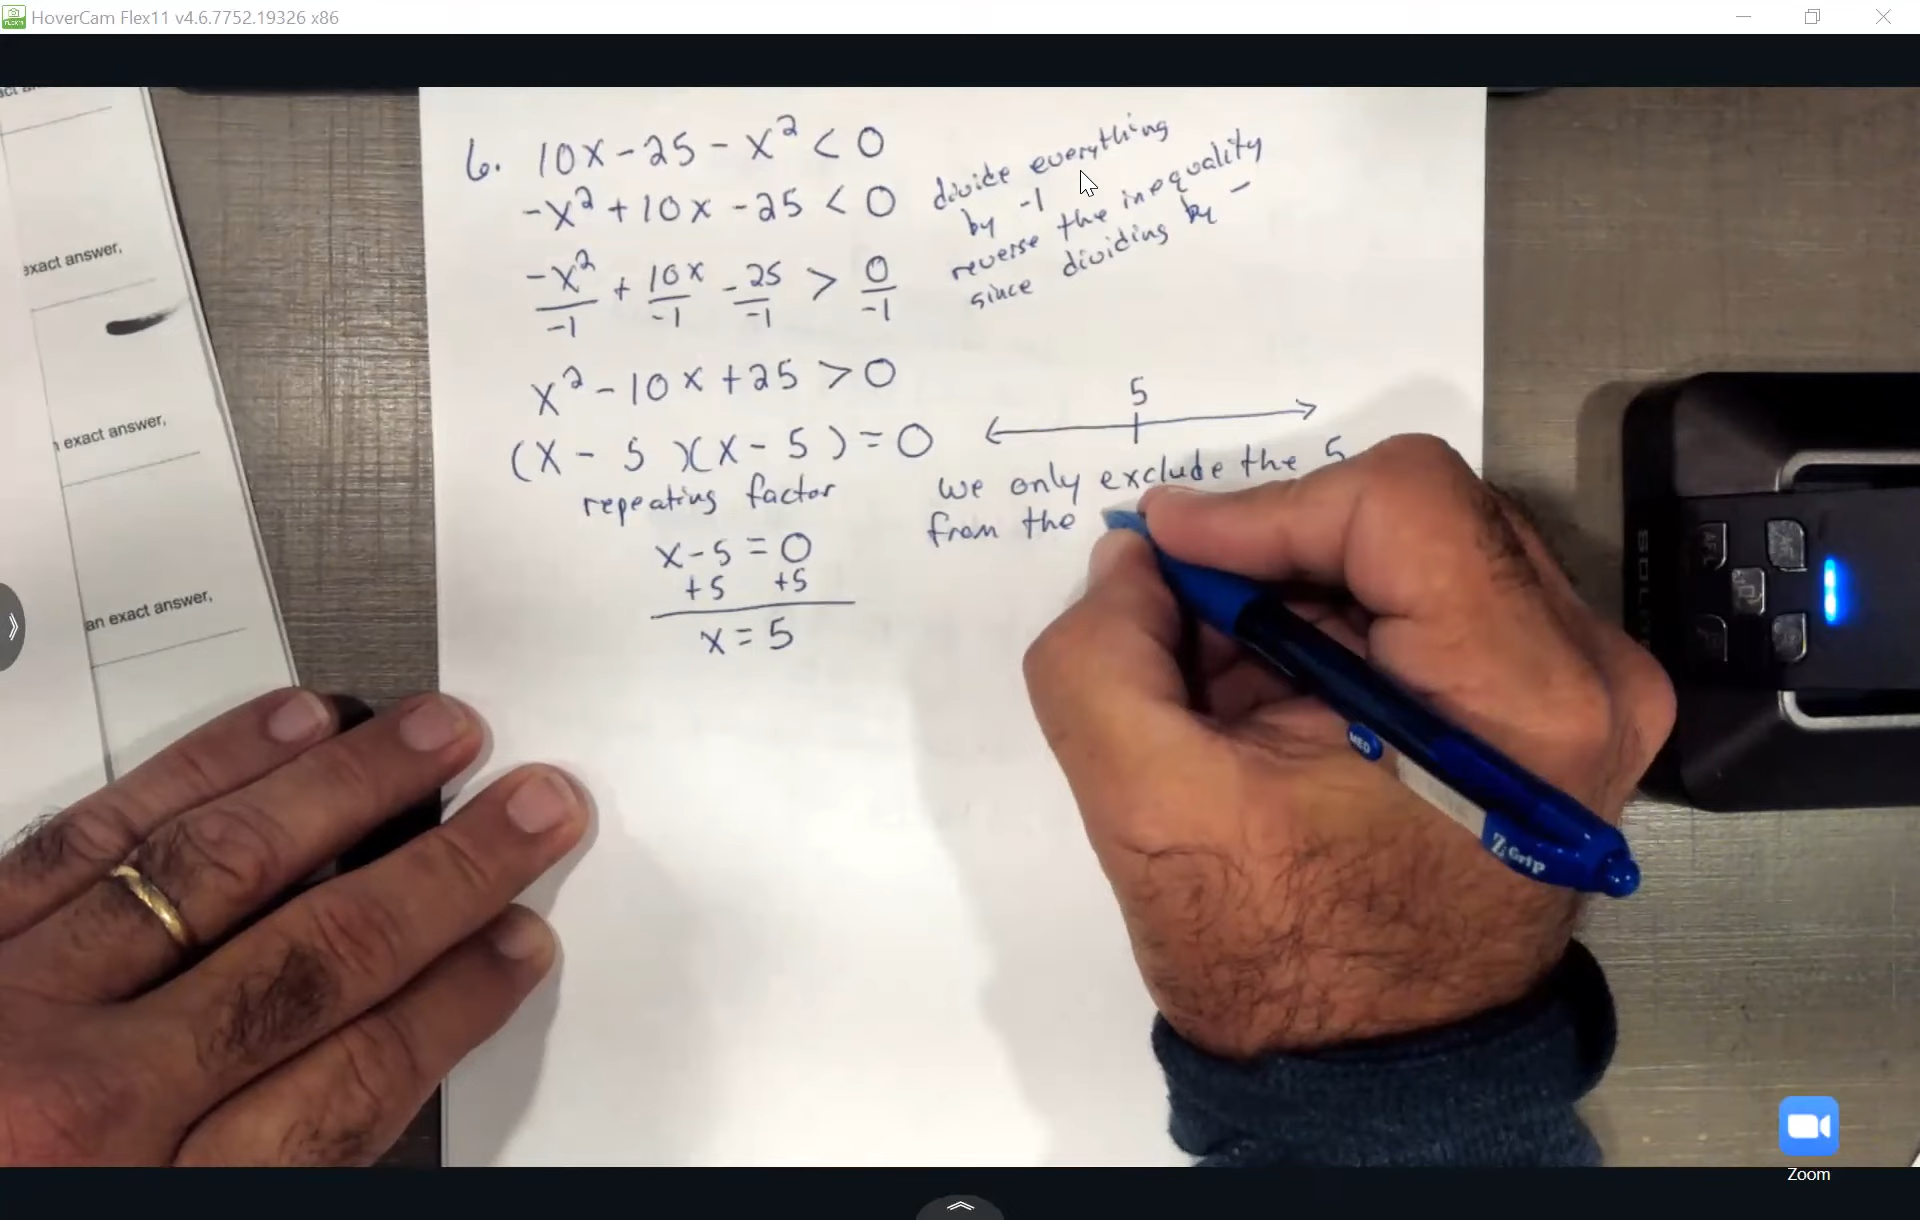 HoverCam Flex11 v4.6.7752.19326 x86
exact answer,
exact answer,
an exact answer,
6. 10x - 25 - x² < 0
-x² + 10x - 25 < 0
-x²/-1 + 10x/-1 - 25/-1 > 0/-1
x² - 10x + 25 > 0
(x - 5)(x - 5) = 0
repeating factor
x - 5 = 0
+5 +5
x = 5
divide everything
by -1
reverse the inequality
since dividing by -
5
we only exclude the 5
from the
MED
Z-Grip
Zoom